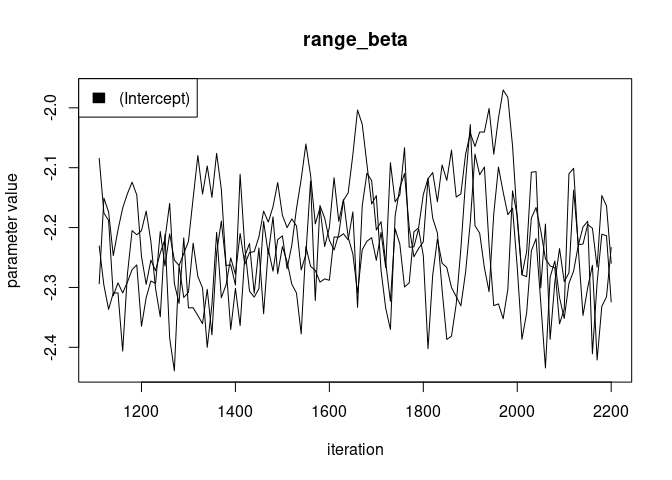 range_beta
(Intercept)
parameter value
-2.0
-2.1
-2.2
-2.3
-2.4
1200 1400 1600 1800 2000 2200
iteration